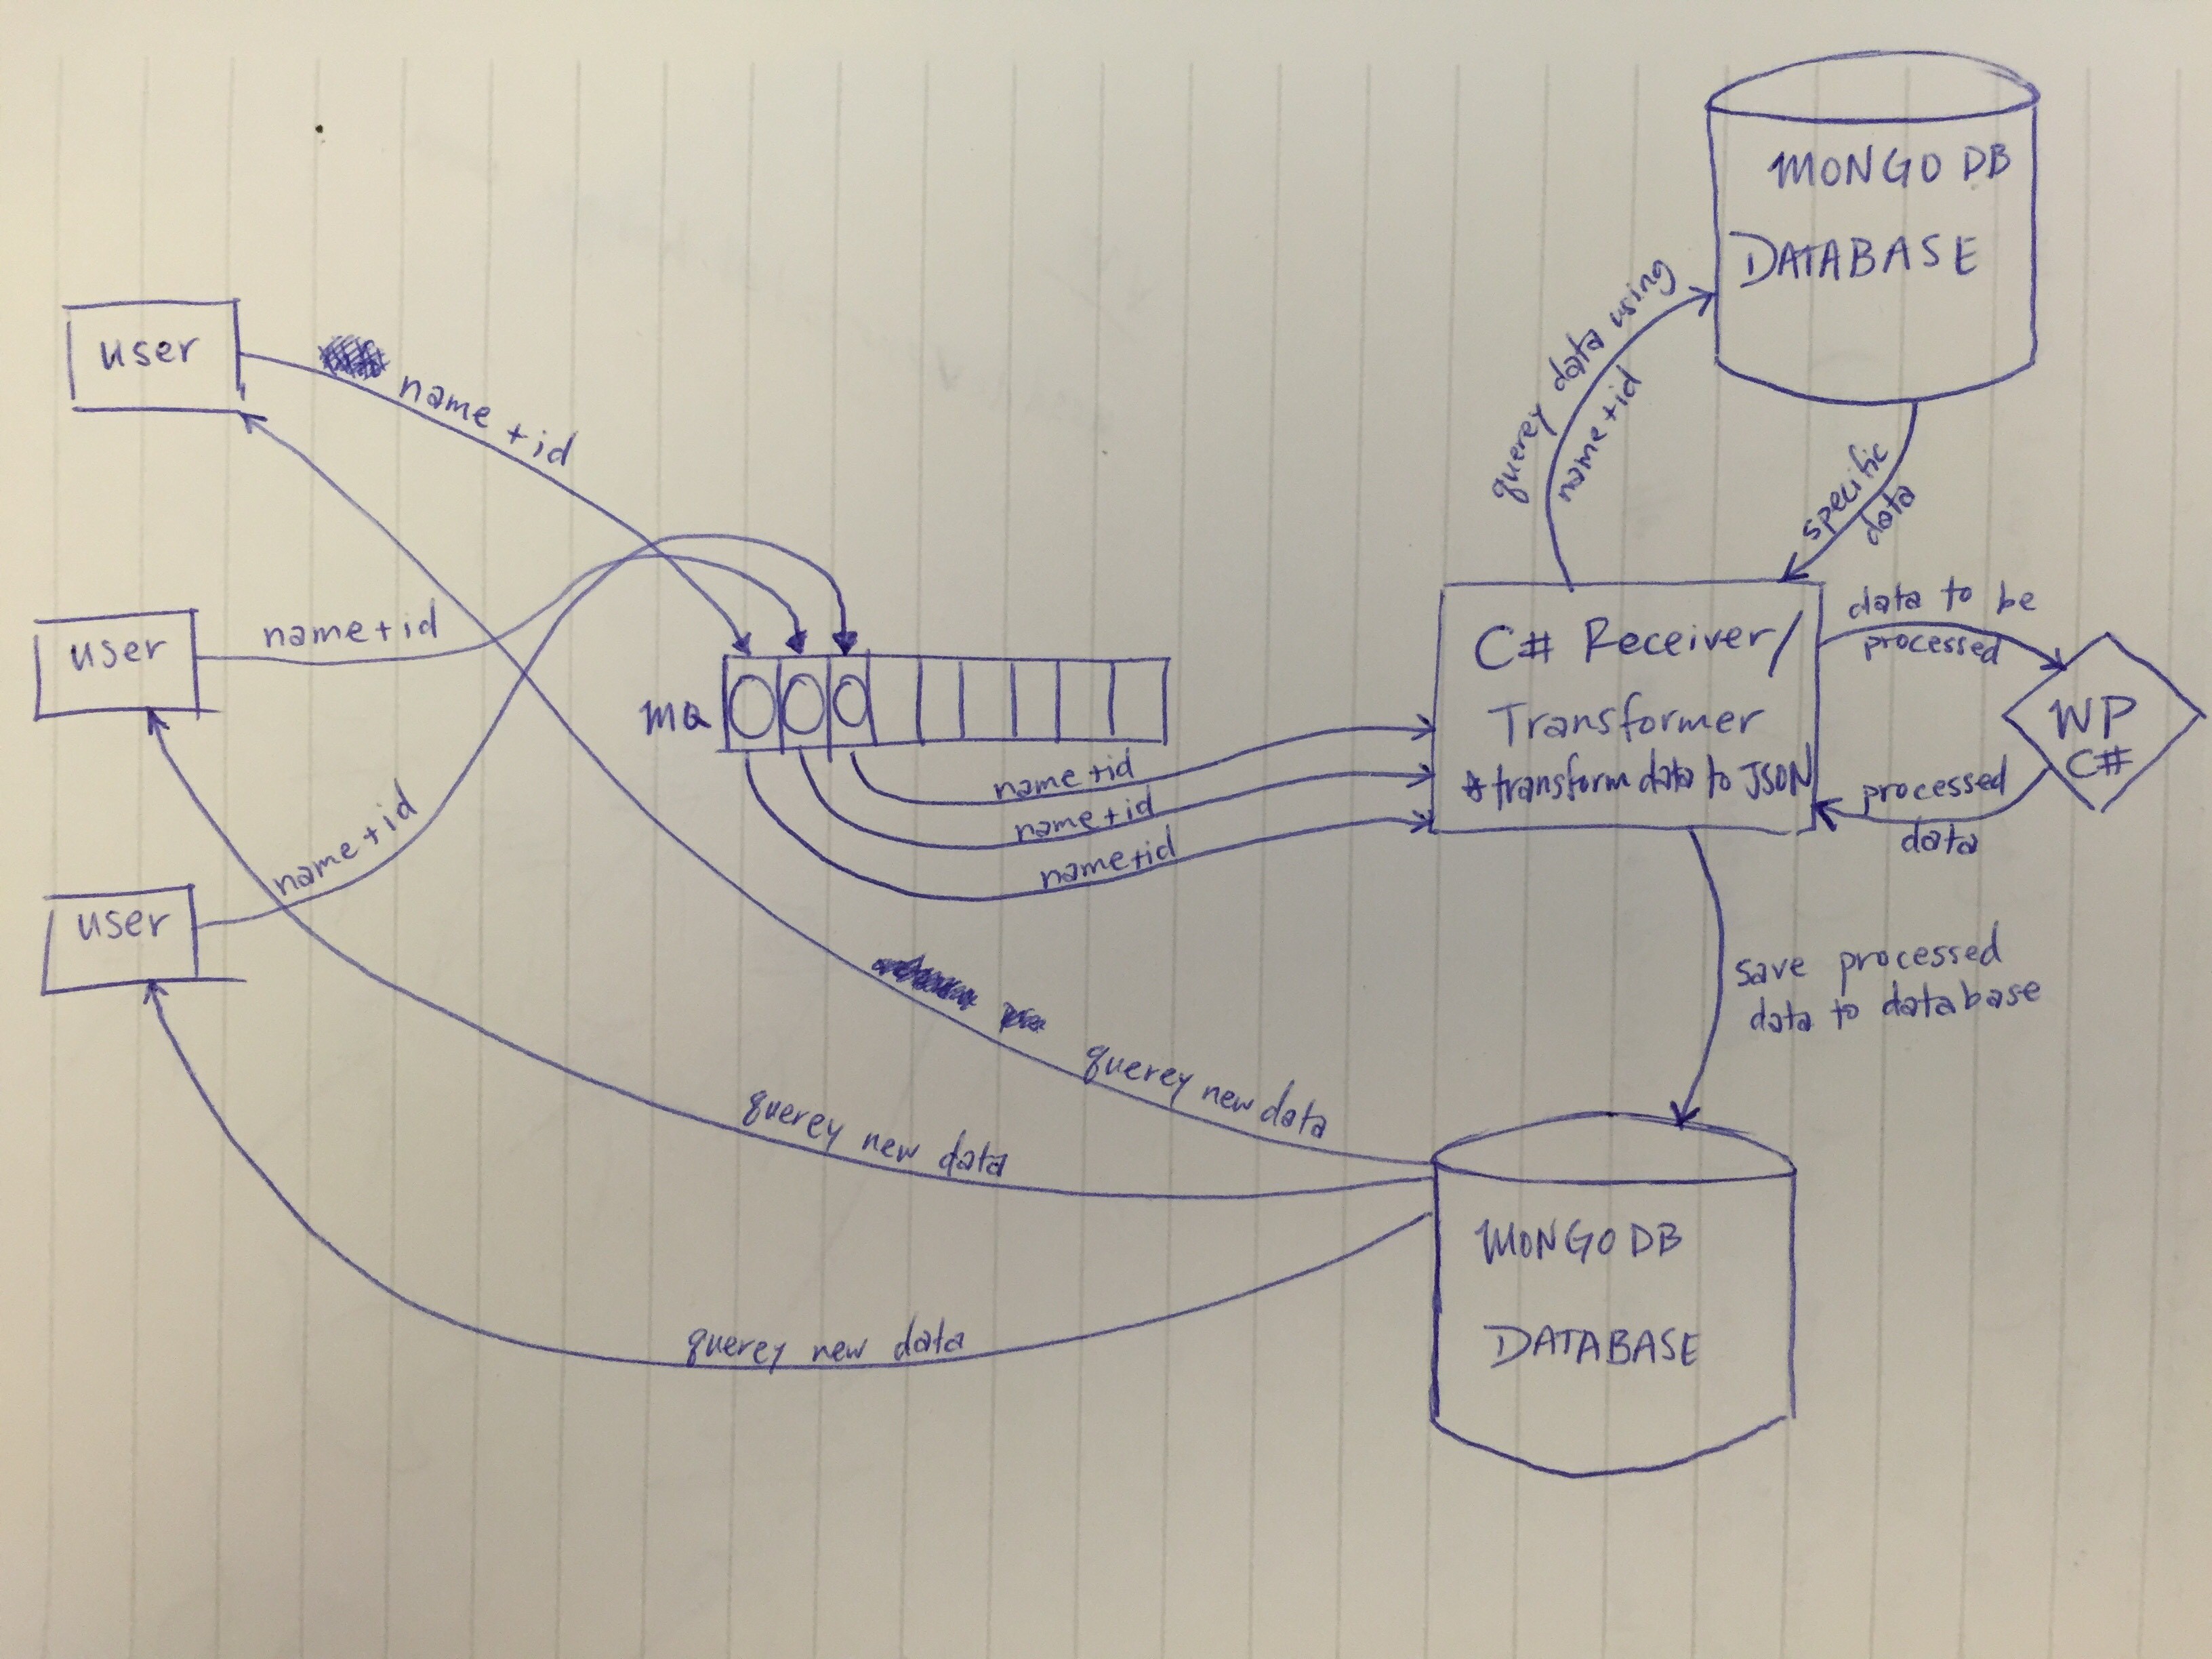 MONGO DB
DATABASE
querey data using
name+id
specific
data
user
name + id
user
name+id
user
name+id
MQ
name+id
name+id
name+id
C# Receiver/
Transformer
* transform data to JSON
data to be
processed
WP
C#
processed
data
save processed
data to database
querey new data
querey new data
querey new data
MONGO DB
DATABASE